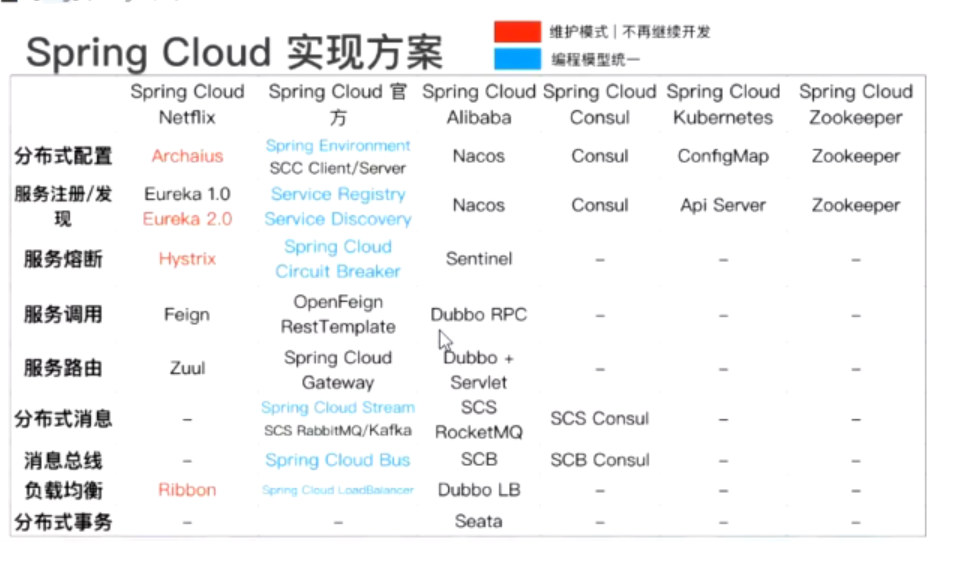 Spring Cloud 实现方案
维护模式 | 不再继续开发
编程模型统一
Spring Cloud Netflix Spring Cloud 官方 Spring Cloud Alibaba Spring Cloud Consul Spring Cloud Kubernetes Spring Cloud Zookeeper
分布式配置 Archaius Spring Environment SCC Client/Server Nacos Consul ConfigMap Zookeeper
服务注册/发现 Eureka 1.0 Eureka 2.0 Service Registry Service Discovery Nacos Consul Api Server Zookeeper
服务熔断 Hystrix Spring Cloud Circuit Breaker Sentinel – – –
服务调用 Feign OpenFeign RestTemplate Dubbo RPC – – –
服务路由 Zuul Spring Cloud Gateway Dubbo + Servlet – – –
分布式消息 – Spring Cloud Stream SCS RabbitMQ/Kafka SCS RocketMQ SCS Consul – –
消息总线 – Spring Cloud Bus SCB SCB Consul – –
负载均衡 Ribbon Spring Cloud LoadBalancer Dubbo LB – – –
分布式事务 – – Seata – – –